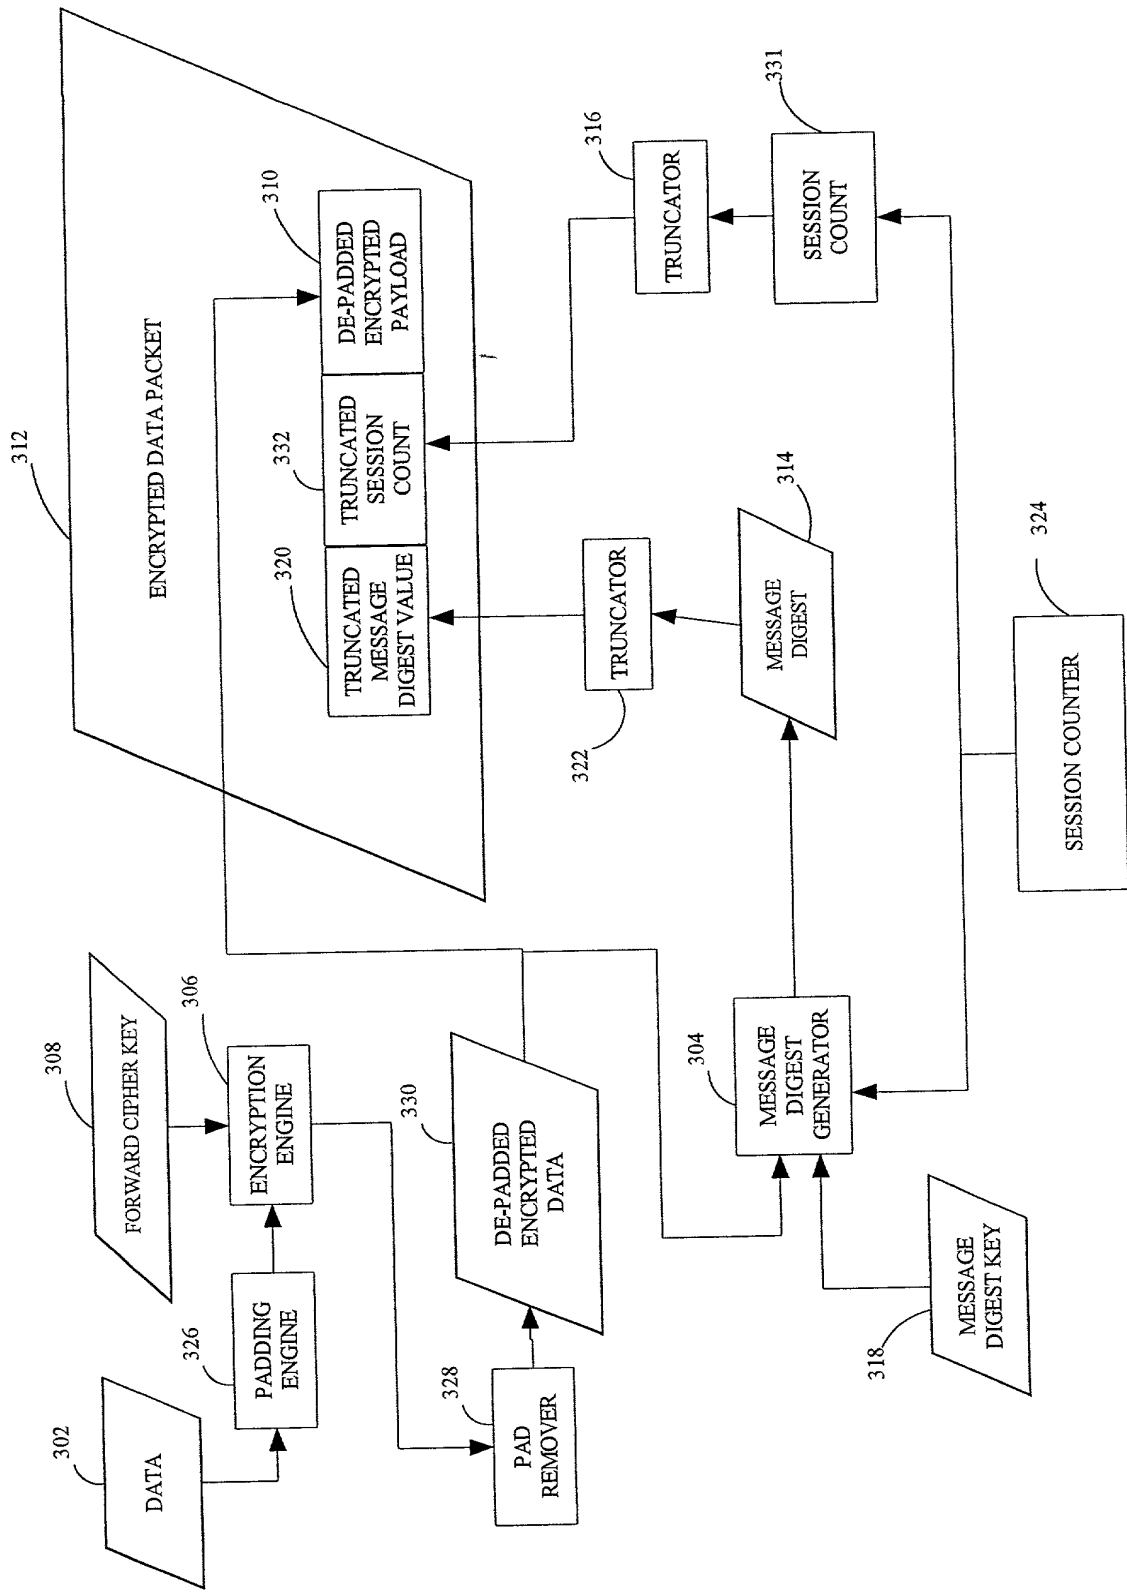 302
DATA
326
PADDING
ENGINE
308
FORWARD CIPHER KEY
306
ENCRYPTION
ENGINE
328
PAD
REMOVER
330
DE-PADDED
ENCRYPTED
DATA
312
ENCRYPTED DATA PACKET
320
TRUNCATED
MESSAGE
DIGEST VALUE
332
TRUNCATED
SESSION
COUNT
310
DE-PADDED
ENCRYPTED
PAYLOAD
322
TRUNCATOR
316
TRUNCATOR
318
MESSAGE
DIGEST KEY
304
MESSAGE
DIGEST
GENERATOR
314
MESSAGE
DIGEST
331
SESSION
COUNT
324
SESSION COUNTER